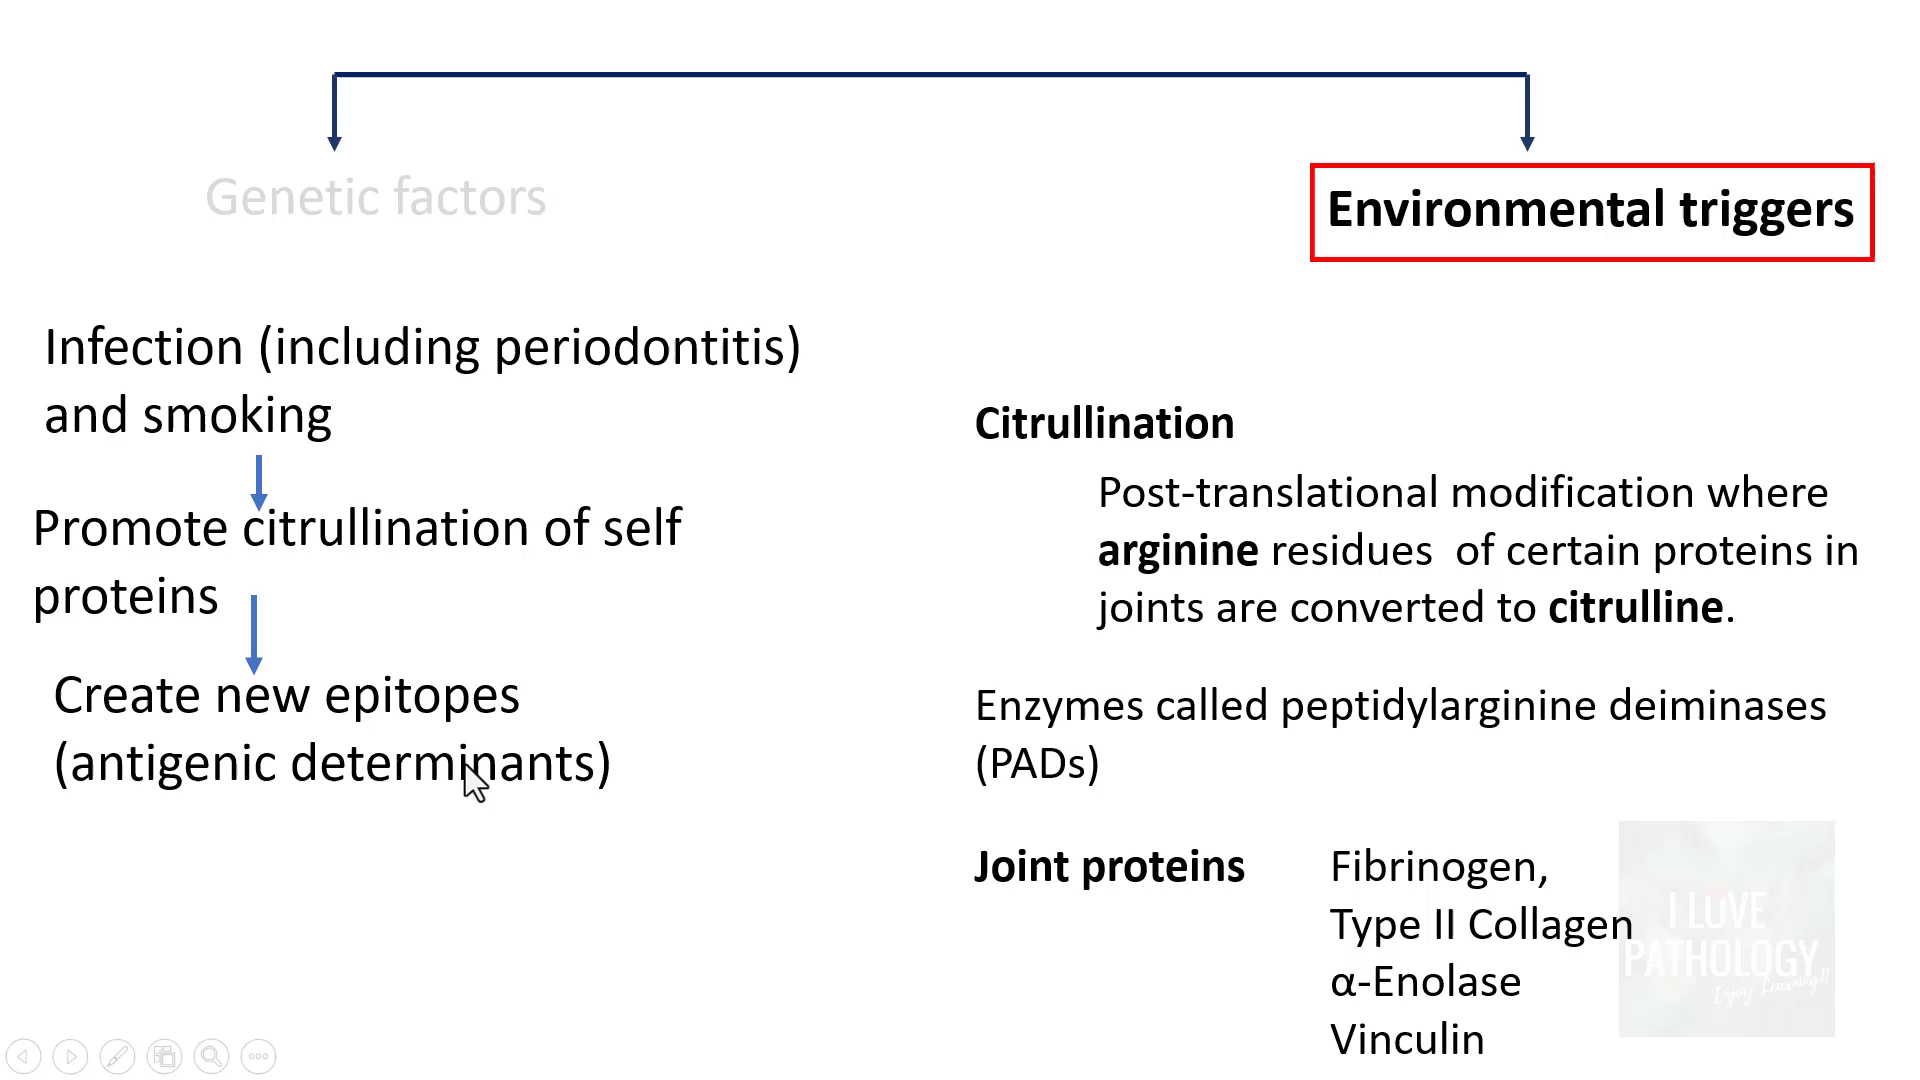 Genetic factors
Environmental triggers
Infection (including periodontitis)
and smoking
Promote citrullination of self
proteins
Create new epitopes
(antigenic determinants)
Citrullination
Post-translational modification where
arginine residues of certain proteins in
joints are converted to citrulline.
Enzymes called peptidylarginine deiminases
(PADs)
Joint proteins
Fibrinogen,
Type II Collagen
α-Enolase
Vinculin
I LOVE
PATHOLOGY
Enjoy Learning!!